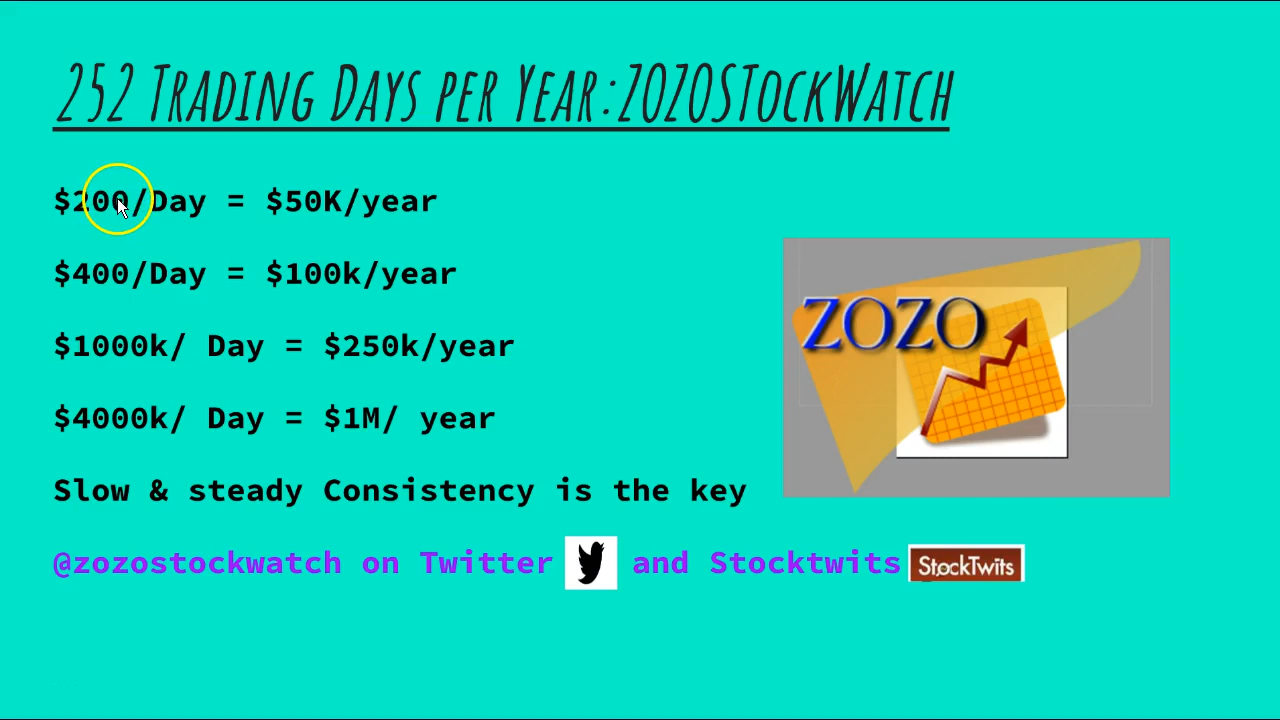 252 Trading Days per Year:ZOZOSTockWatch
$200/Day = $50K/year
$400/Day = $100k/year
$1000k/ Day = $250k/year
ZOZO
$4000k/ Day = $1M/ year
Slow & steady Consistency is the key
@zozostockwatch on Twitter and Stocktwits StockTwits